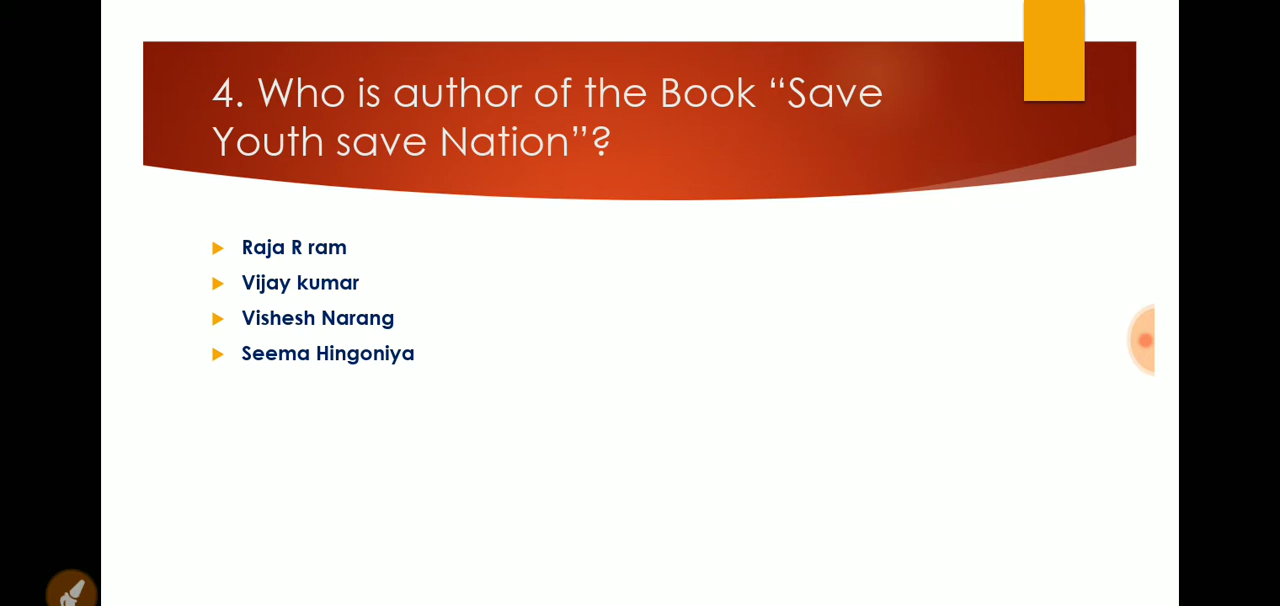 4. Who is author of the Book “Save
Youth save Nation”?
Raja R ram
Vijay kumar
Vishesh Narang
Seema Hingoniya